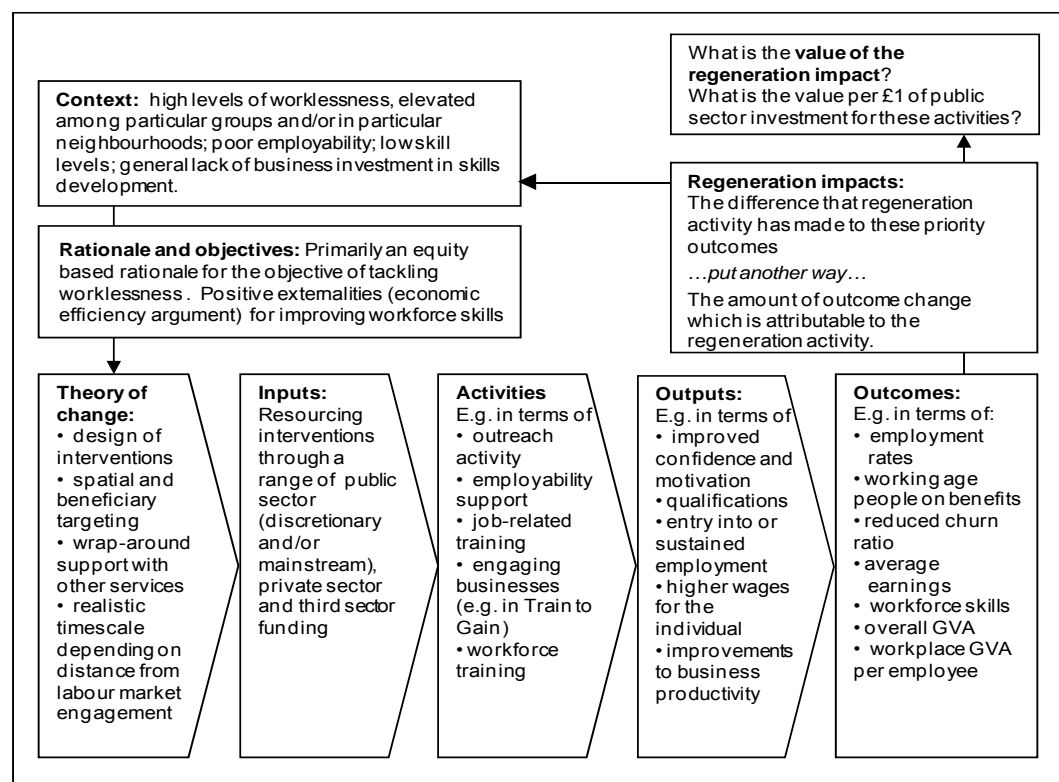 Context: high levels of worklessness, elevated
among particular groups and/or in particular
neighbourhoods; poor employability; low skill
levels; general lack of business investment in skills
development.
Rationale and objectives: Primarily an equity
based rationale for the objective of tackling
worklessness. Positive externalities (economic
efficiency argument) for improving workforce skills
What is the value of the
regeneration impact?
What is the value per £1 of public
sector investment for these activities?
Regeneration impacts:
The difference that regeneration
activity has made to these priority
outcomes
…put another way…
The amount of outcome change
which is attributable to the
regeneration activity.
Theory of
change:
• design of
interventions
• spatial and
beneficiary
targeting
• wrap-around
support with
other services
• realistic
timescale
depending on
distance from
labour market
engagement
Inputs:
Resourcing
interventions
through a
range of public
sector
(discretionary
and/or
mainstream),
private sector
and third sector
funding
Activities
E.g. in terms of
• outreach
activity
• employability
support
• job-related
training
• engaging
businesses
(e.g. in Train to
Gain)
• workforce
training
Outputs:
E.g. in terms of
• improved
confidence and
motivation
• qualifications
• entry into or
sustained
employment
• higher wages
for the
individual
• improvements
to business
productivity
Outcomes:
E.g. in terms of:
• employment
rates
• working age
people on benefits
• reduced churn
ratio
• average
earnings
• workforce skills
• overall GVA
• workplace GVA
per employee